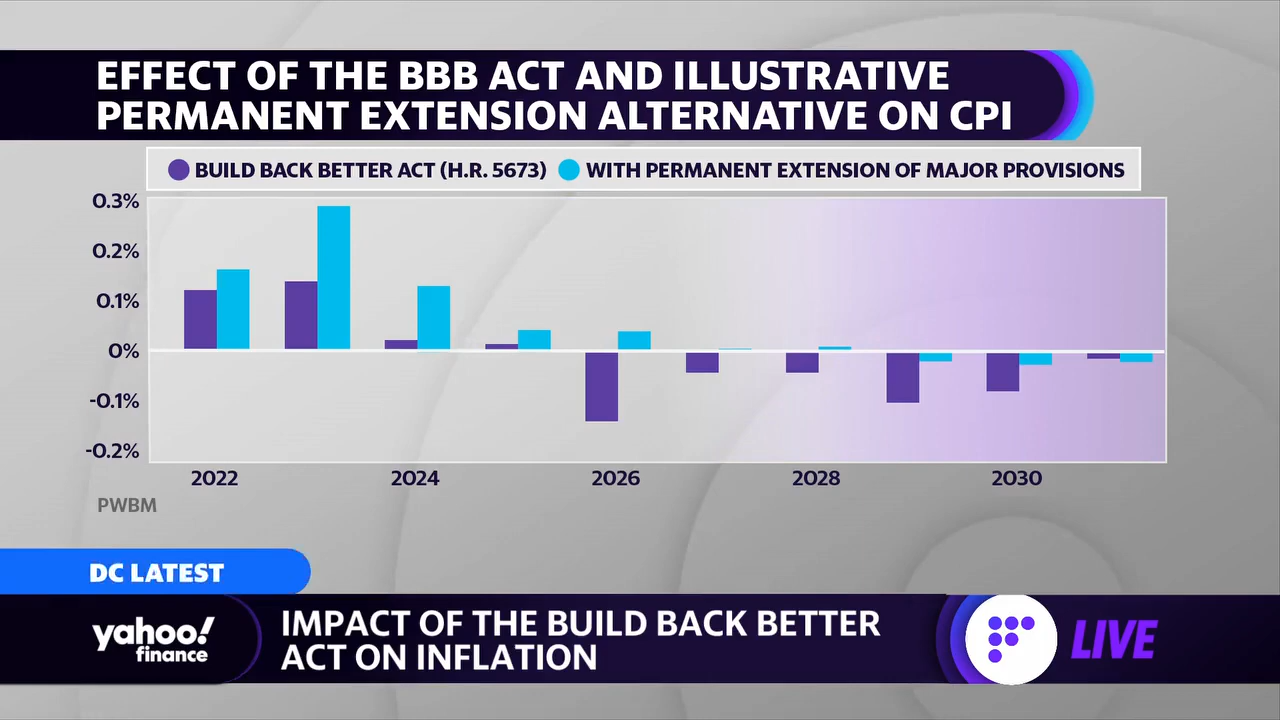 EFFECT OF THE BBB ACT AND ILLUSTRATIVE
PERMANENT EXTENSION ALTERNATIVE ON CPI
BUILD BACK BETTER ACT (H.R. 5673) WITH PERMANENT EXTENSION OF MAJOR PROVISIONS
0.3%
0.2%
0.1%
0%
-0.1%
-0.2%
2022 2024 2026 2028 2030
PWBM
DC LATEST
yahoo!
finance
IMPACT OF THE BUILD BACK BETTER
ACT ON INFLATION
LIVE